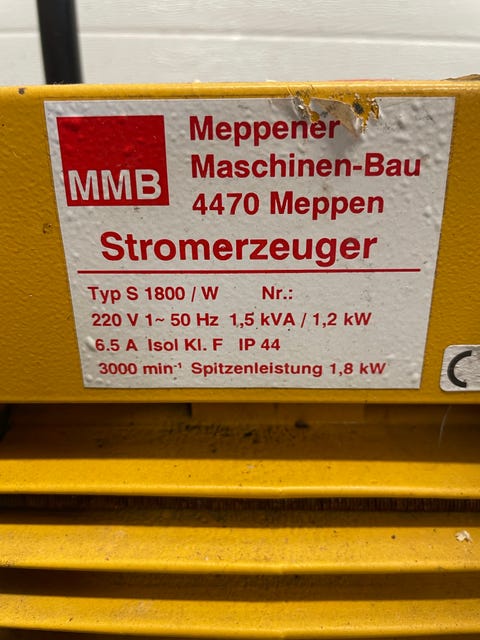 MMB
Meppener
Maschinen-Bau
4470 Meppen
Stromerzeuger
Typ S 1800 / W Nr.:
220 V 1~ 50 Hz 1,5 kVA / 1,2 kW
6.5 A Isol Kl. F IP 44
3000 min-¹ Spitzenleistung 1,8 kW